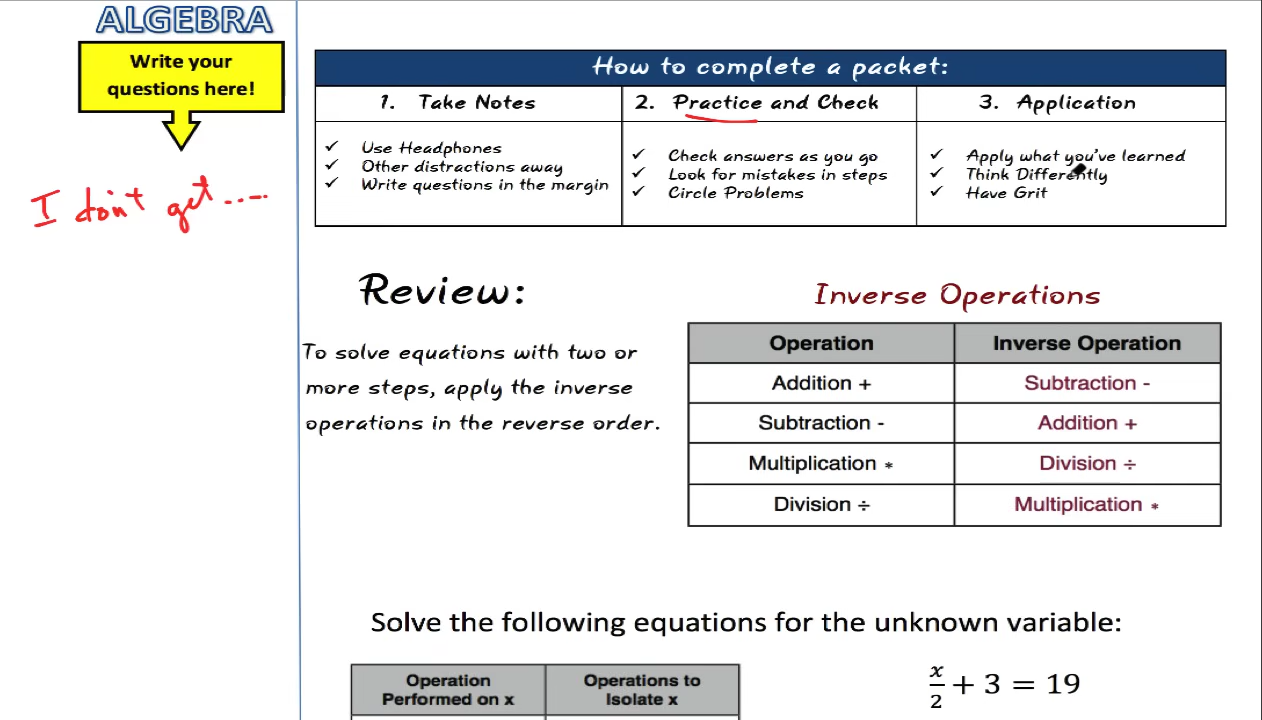 ALGEBRA
Write your
questions here!
I don't get.....
How to complete a packet:
1. Take Notes
2. Practice and Check
3. Application
✓ Use Headphones
✓ Other distractions away
✓ Write questions in the margin
✓ Check answers as you go
✓ Look for mistakes in steps
✓ Circle Problems
✓ Apply what you've learned
✓ Think Differently
✓ Have Grit
Review:
To solve equations with two or
more steps, apply the inverse
operations in the reverse order.
Inverse Operations
Operation Inverse Operation
Addition + Subtraction -
Subtraction - Addition +
Multiplication * Division ÷
Division ÷ Multiplication *
Solve the following equations for the unknown variable:
Operation
Performed on x
Operations to
Isolate x
x/2 + 3 = 19